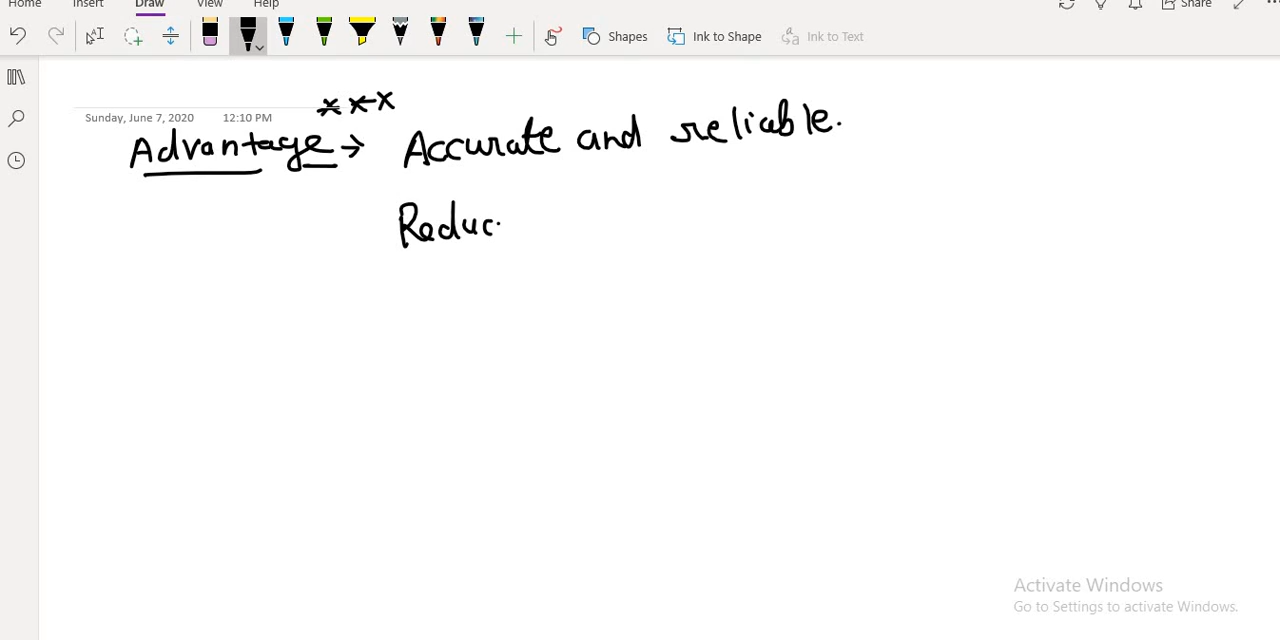 Home Insert Draw View Help Share
Shapes Ink to Shape Ink to Text
Sunday, June 7, 2020 12:10 PM
Advantage → Accurate and reliable.
Reduc
Activate Windows
Go to Settings to activate Windows.